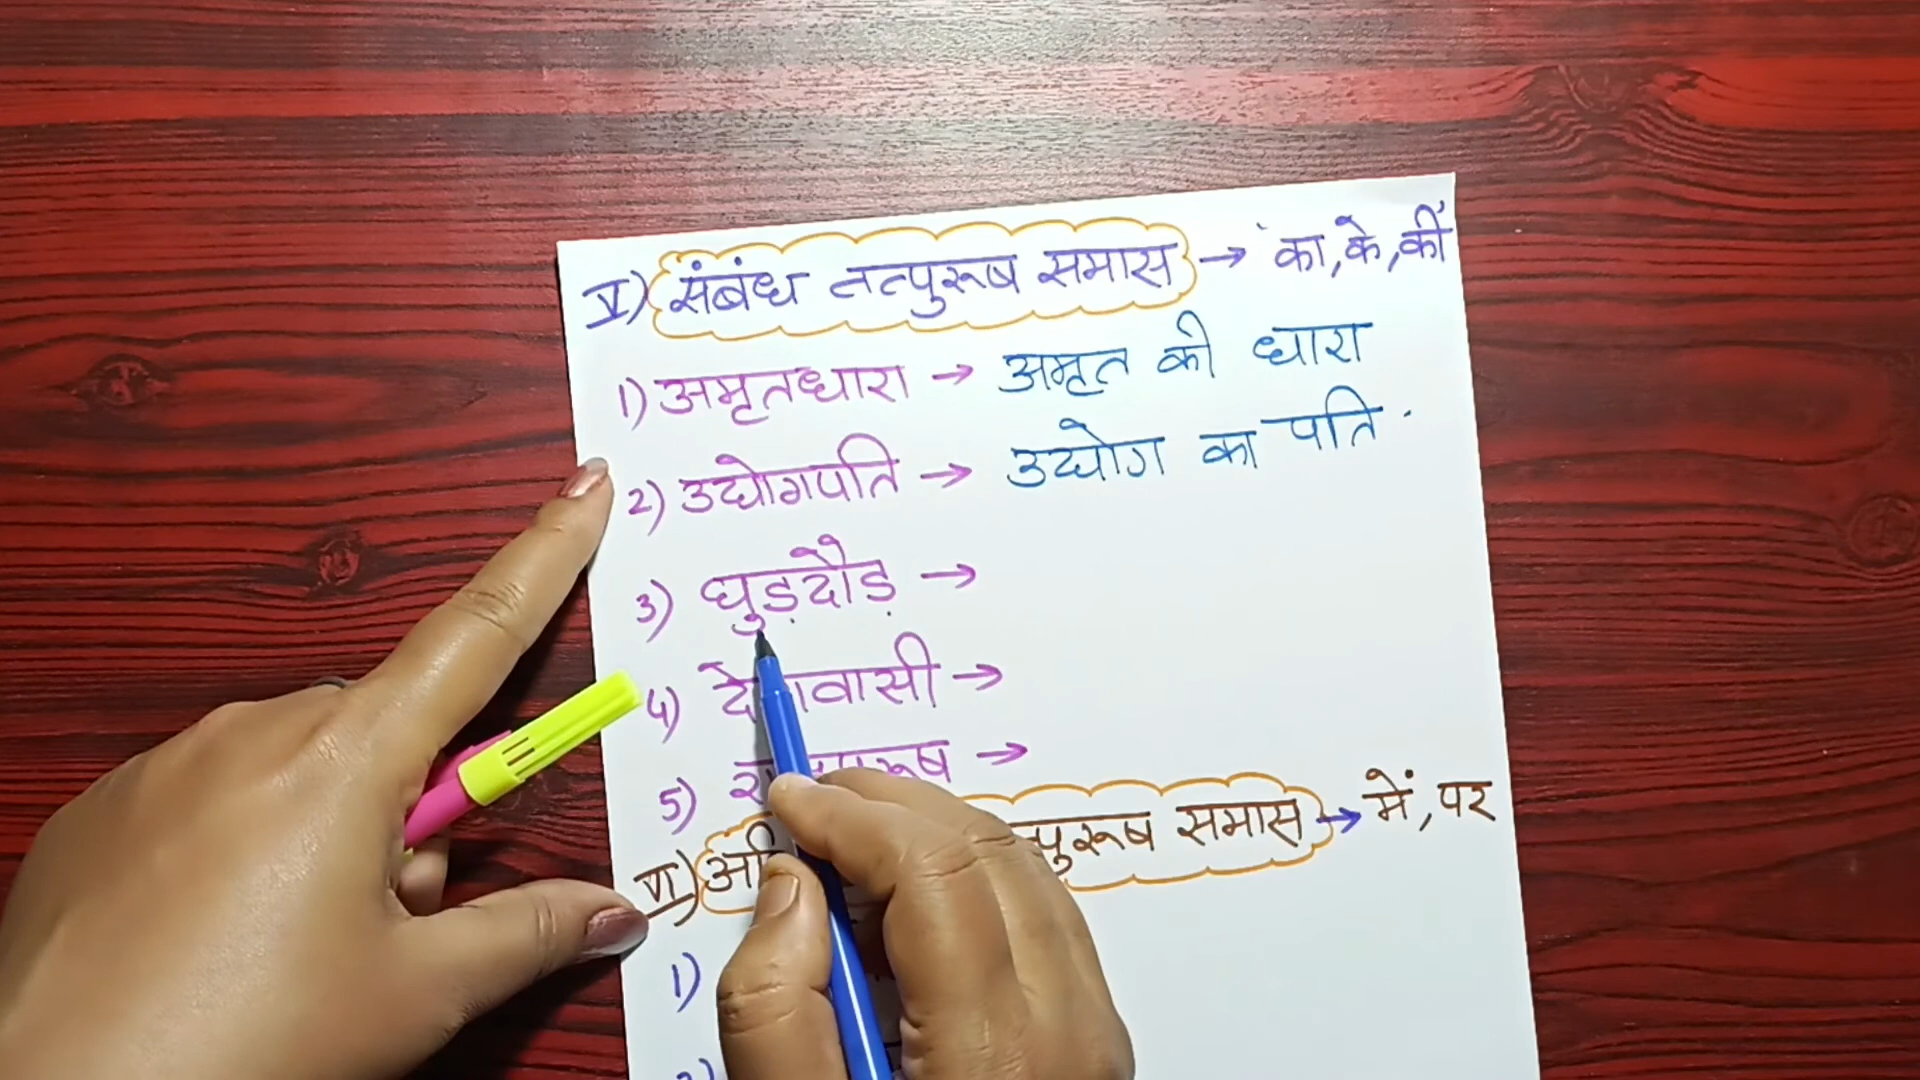 V) संबंध तत्पुरूष समास → 'का, के, की'
1) अमृतधारा → अमृत की धारा
2) उद्योगपति → उद्योग का पति
3) घुड़दौड़ →
4) →
5) →
VI) समास → में, पर
1)